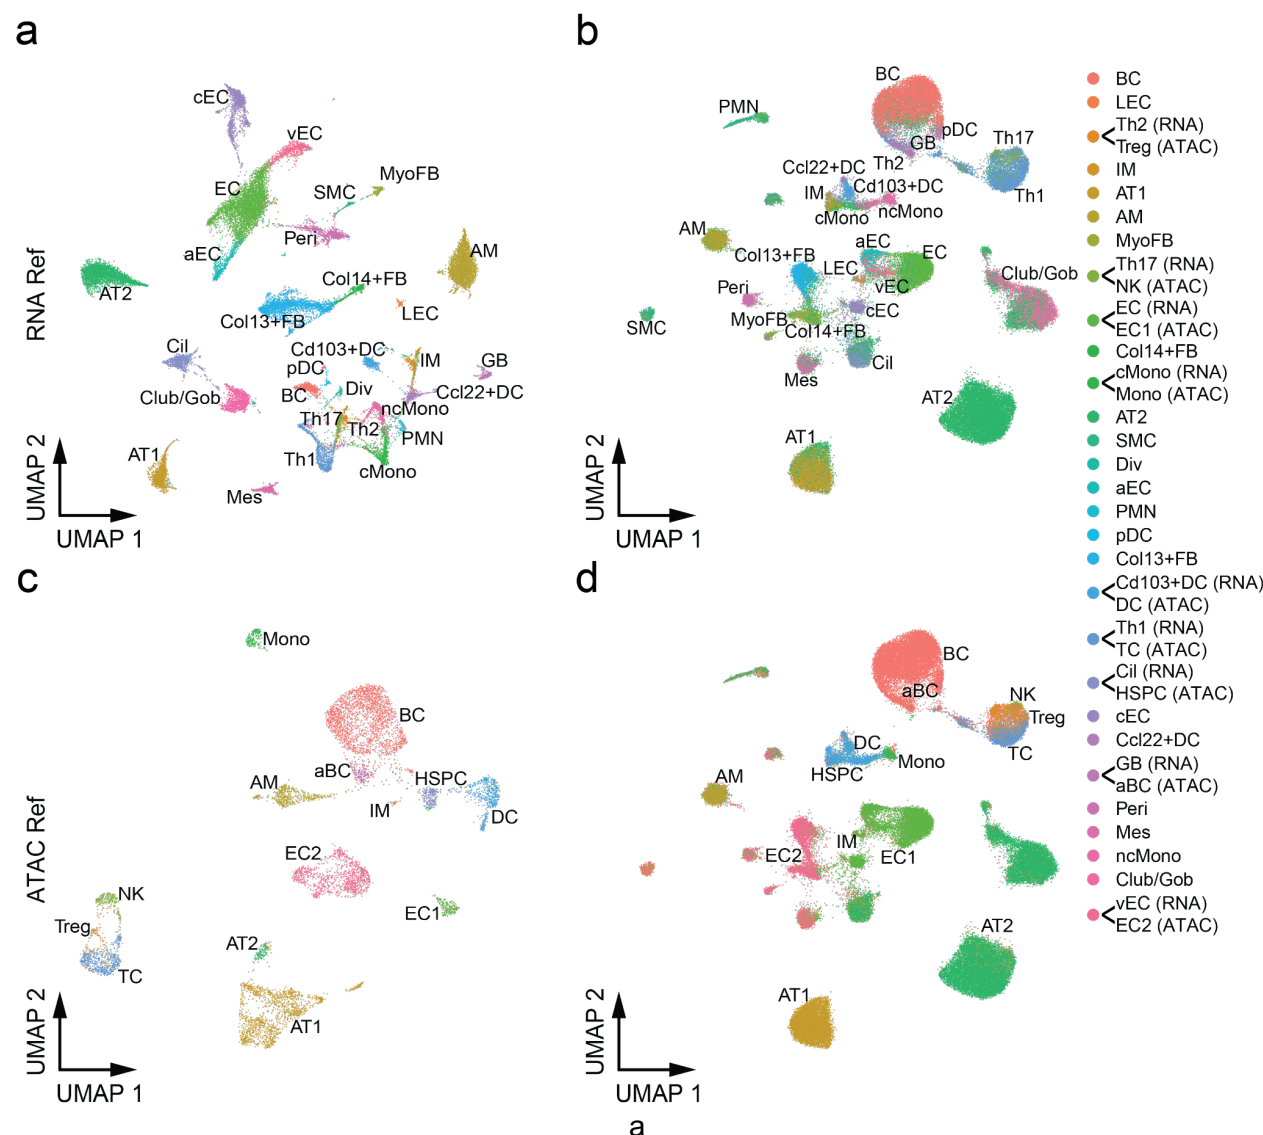 a
cEC
vEC
EC
SMC
MyoFB
Peri
aEC
AM
AT2
Col14+FB
LEC
Col13+FB
Cil
Cd103+DC
IM
GB
pDC
Club/Gob
BC
Div
Ccl22+DC
ncMono
Th17
Th2
PMN
Th1
cMono
AT1
Mes
RNA Ref
UMAP 2
UMAP 1
b
BC
PMN
pDC
GB
Th17
Th2
Ccl22+DC
Cd103+DC
IM
Th1
cMono
ncMono
AM
aEC
EC
Col13+FB
LEC
Club/Gob
vEC
Peri
cEC
MyoFB
SMC
Col14+FB
Cil
Mes
AT2
AT1
UMAP 2
UMAP 1
c
Mono
BC
aBC
HSPC
AM
IM
DC
EC2
NK
EC1
Treg
AT2
TC
AT1
ATAC Ref
UMAP 2
UMAP 1
d
BC
aBC
NK
Treg
DC
TC
HSPC
Mono
AM
IM
EC2
EC1
AT2
AT1
UMAP 2
UMAP 1
BC
LEC
Th2 (RNA)
Treg (ATAC)
IM
AT1
AM
MyoFB
Th17 (RNA)
NK (ATAC)
EC (RNA)
EC1 (ATAC)
Col14+FB
cMono (RNA)
Mono (ATAC)
AT2
SMC
Div
aEC
PMN
pDC
Col13+FB
Cd103+DC (RNA)
DC (ATAC)
Th1 (RNA)
TC (ATAC)
Cil (RNA)
HSPC (ATAC)
cEC
Ccl22+DC
GB (RNA)
aBC (ATAC)
Peri
Mes
ncMono
Club/Gob
vEC (RNA)
EC2 (ATAC)
a